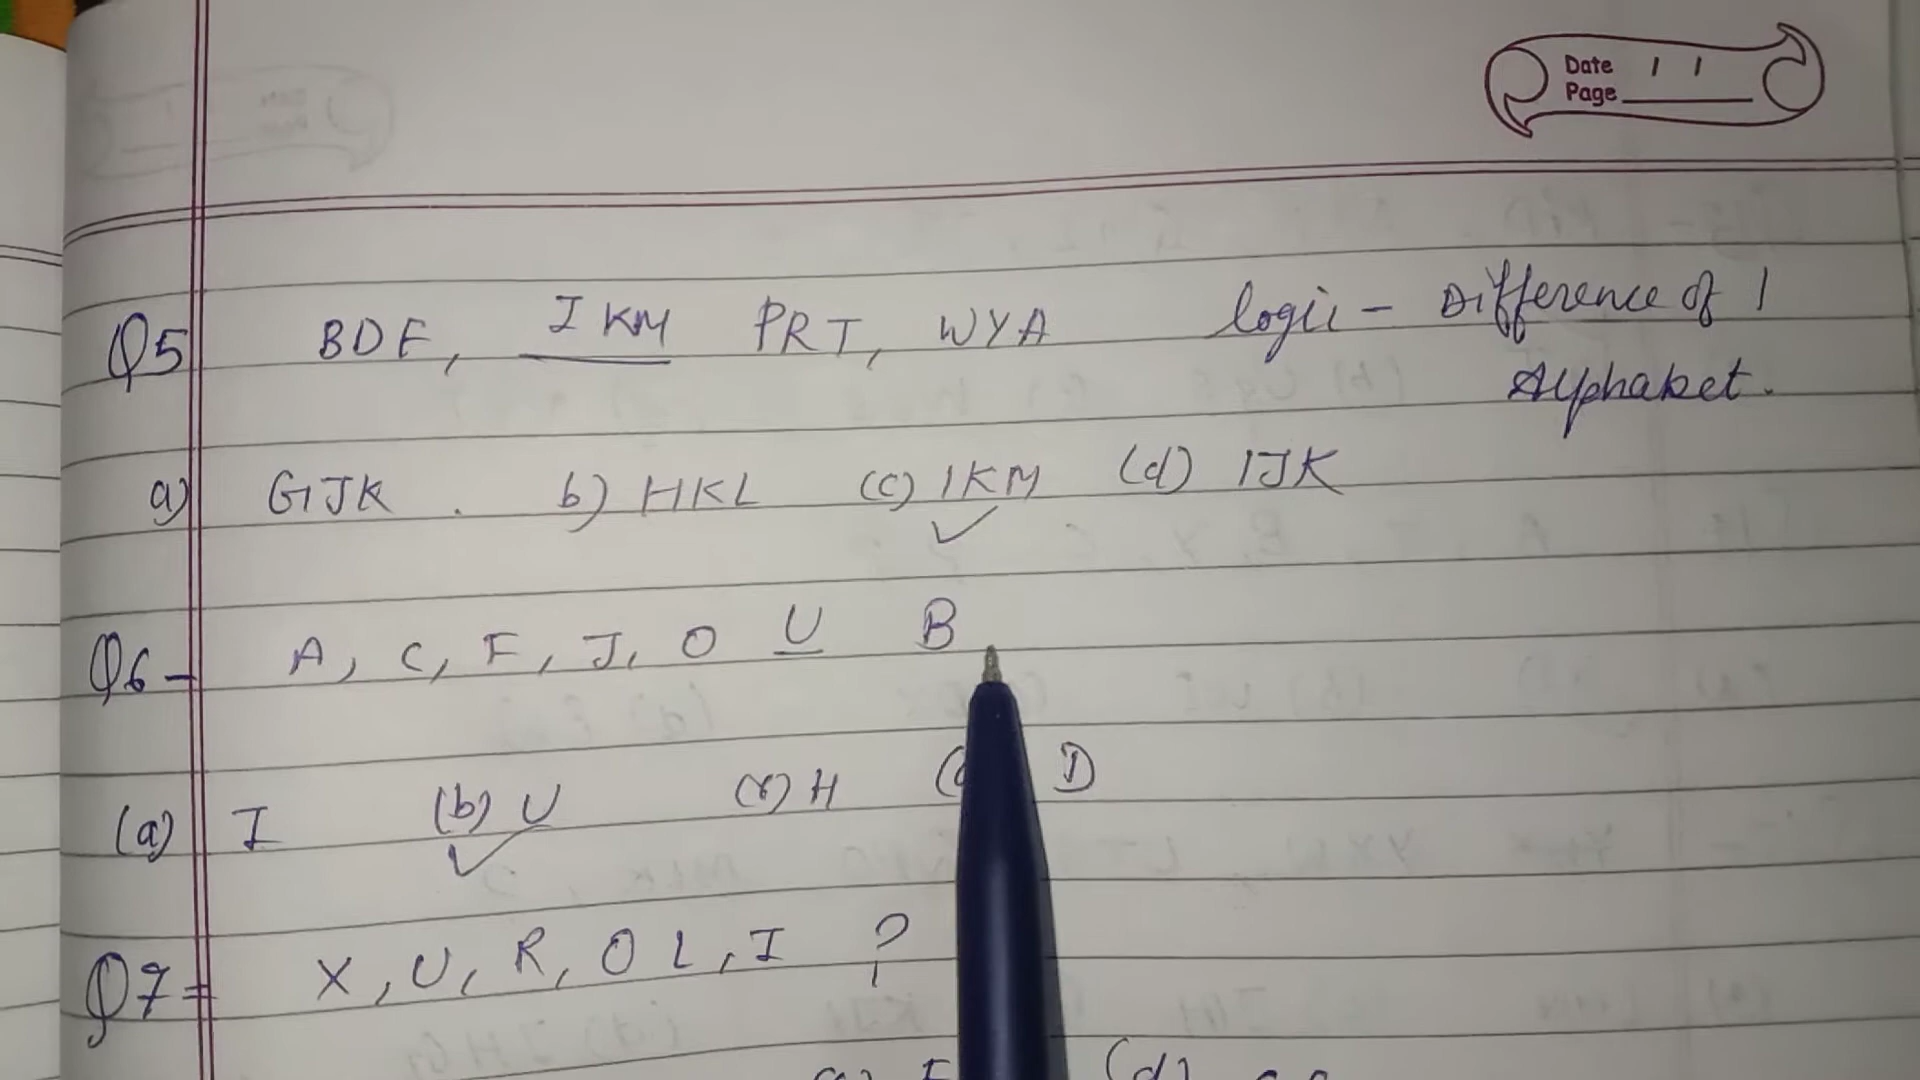 Date / /
Page
Q5 BDF, IKM PRT, WYA logic - Difference of 1
Alphabet.
a) GIJK . b) HKL (c) IKM (d) IJK
Q6 - A, C, F, J, O U B
(a) I (b) U (c) H D
Q7 = X, U, R, O L, I ?
(d)